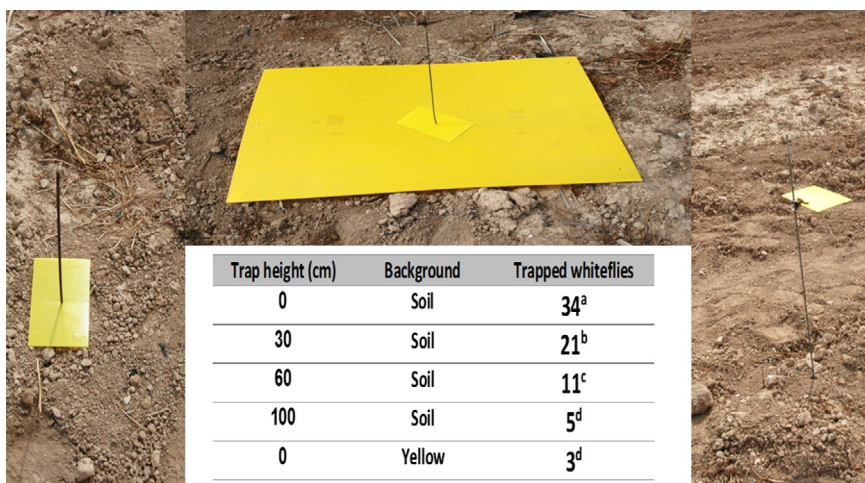 Trap height (cm) Background Trapped whiteflies
0 Soil 34ᵃ
30 Soil 21ᵇ
60 Soil 11ᶜ
100 Soil 5ᵈ
0 Yellow 3ᵈ